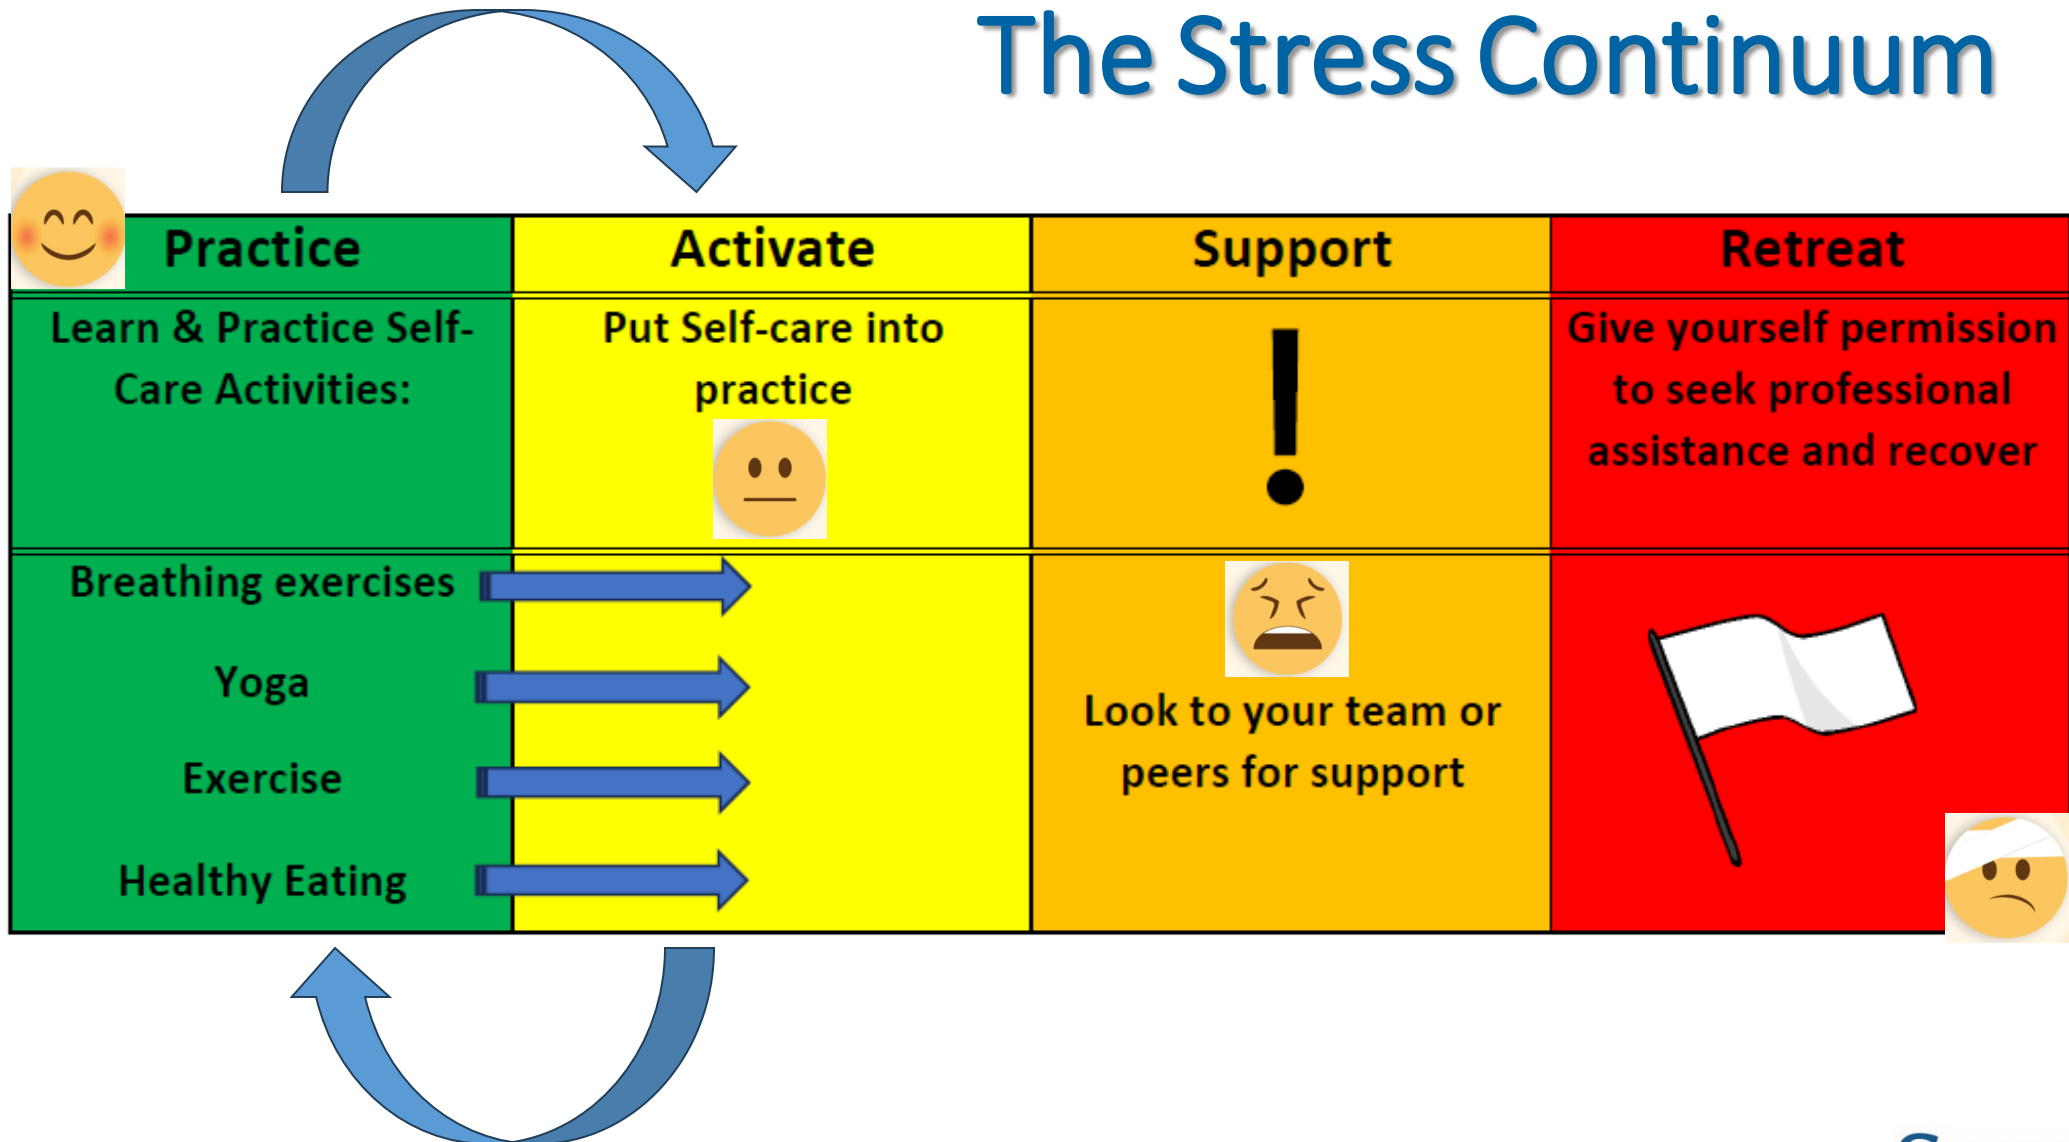 The Stress Continuum
Practice
Activate
Support
Retreat
Learn & Practice Self-
Care Activities:
Put Self-care into
practice
!
Give yourself permission
to seek professional
assistance and recover
Breathing exercises
Yoga
Exercise
Healthy Eating
Look to your team or
peers for support